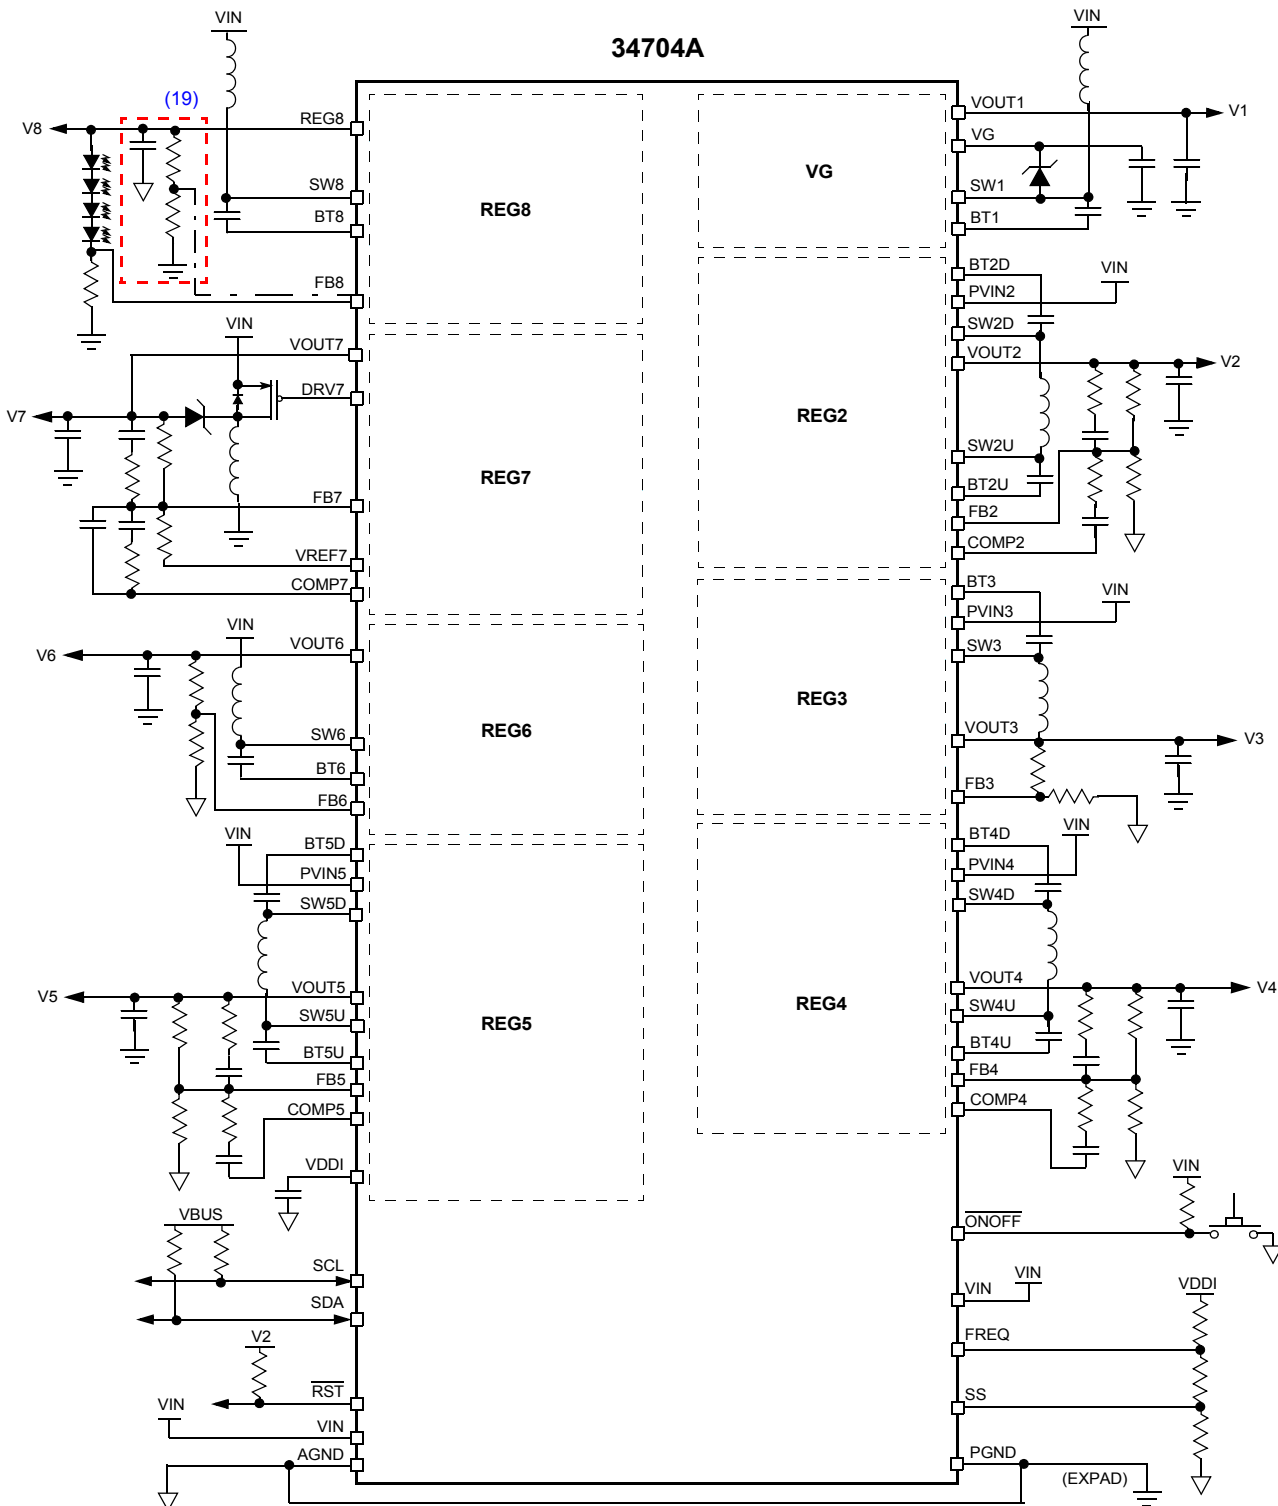 34704A
VIN
(19)
V8
REG8
SW8
BT8
FB8
REG8
VIN
VOUT7
DRV7
V7
FB7
VREF7
COMP7
REG7
VIN
V6
VOUT6
SW6
BT6
FB6
REG6
VIN
BT5D
PVIN5
SW5D
V5
VOUT5
SW5U
BT5U
FB5
COMP5
VDDI
REG5
VBUS
SCL
SDA
V2
RST
VIN
VIN
AGND
VIN
VOUT1
V1
VG
VG
SW1
BT1
BT2D
VIN
PVIN2
SW2D
VOUT2
V2
REG2
SW2U
BT2U
FB2
COMP2
BT3
VIN
PVIN3
SW3
REG3
VOUT3
V3
FB3
BT4D
VIN
PVIN4
SW4D
VOUT4
V4
REG4
SW4U
BT4U
FB4
COMP4
VIN
ONOFF
VIN
VIN
VDDI
FREQ
SS
PGND
(EXPAD)